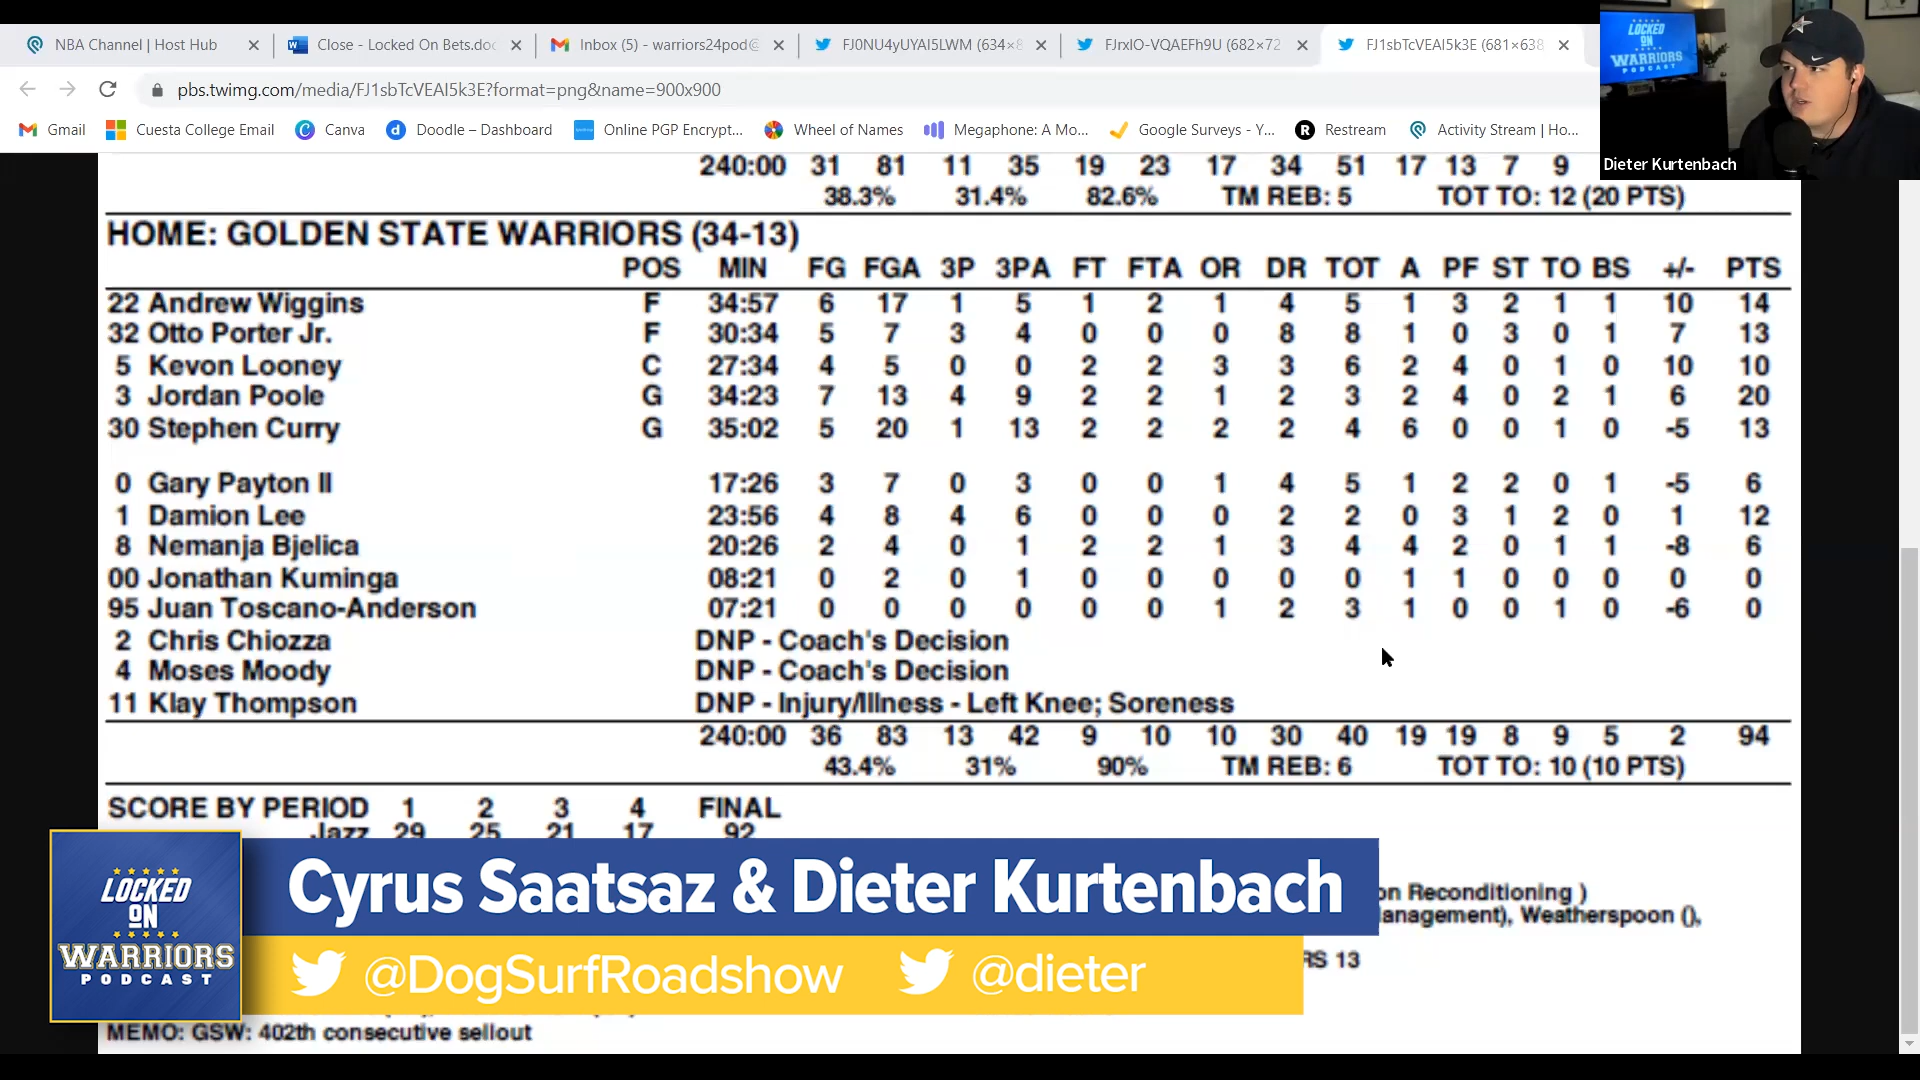 NBA Channel | Host Hub
Close - Locked On Bets.doc
Inbox (5) - warriors24pod@
FJ0NU4yUYAI5LWM (634×8
FJrxIO-VQAEFh9U (682×72
FJ1sbTcVEAI5k3E (681×638
pbs.twimg.com/media/FJ1sbTcVEAI5k3E?format=png&name=900x900
Gmail
Cuesta College Email
Canva
Doodle – Dashboard
Online PGP Encrypt...
Wheel of Names
Megaphone: A Mo...
Google Surveys - Y...
Restream
Activity Stream | Ho...
LOCKED ON WARRIORS PODCAST
Dieter Kurtenbach
240:00 31 81 11 35 19 23 17 34 51 17 13 7 9
38.3% 31.4% 82.6% TM REB: 5 TOT TO: 12 (20 PTS)
HOME: GOLDEN STATE WARRIORS (34-13)
POS MIN FG FGA 3P 3PA FT FTA OR DR TOT A PF ST TO BS +/- PTS
22 Andrew Wiggins F 34:57 6 17 1 5 1 2 1 4 5 1 3 2 1 1 10 14
32 Otto Porter Jr. F 30:34 5 7 3 4 0 0 0 8 8 1 0 3 0 1 7 13
5 Kevon Looney C 27:34 4 5 0 0 2 2 3 3 6 2 4 0 1 0 10 10
3 Jordan Poole G 34:23 7 13 4 9 2 2 1 2 3 2 4 0 2 1 6 20
30 Stephen Curry G 35:02 5 20 1 13 2 2 2 2 4 6 0 0 1 0 -5 13
0 Gary Payton II 17:26 3 7 0 3 0 0 1 4 5 1 2 2 0 1 -5 6
1 Damion Lee 23:56 4 8 4 6 0 0 0 2 2 0 3 1 2 0 1 12
8 Nemanja Bjelica 20:26 2 4 0 1 2 2 1 3 4 4 2 0 1 1 -8 6
00 Jonathan Kuminga 08:21 0 2 0 1 0 0 0 0 0 1 1 0 0 0 0 0
95 Juan Toscano-Anderson 07:21 0 0 0 0 0 0 1 2 3 1 0 0 1 0 -6 0
2 Chris Chiozza DNP - Coach's Decision
4 Moses Moody DNP - Coach's Decision
11 Klay Thompson DNP - Injury/Illness - Left Knee; Soreness
240:00 36 83 13 42 9 10 10 30 40 19 19 8 9 5 2 94
43.4% 31% 90% TM REB: 6 TOT TO: 10 (10 PTS)
SCORE BY PERIOD 1 2 3 4 FINAL
Jazz 29 25 21 17 92
on Reconditioning )
anagement), Weatherspoon (),
RS 13
LOCKED
ON
WARRIORS
PODCAST
Cyrus Saatsaz & Dieter Kurtenbach
@DogSurfRoadshow @dieter
MEMO: GSW: 402th consecutive sellout